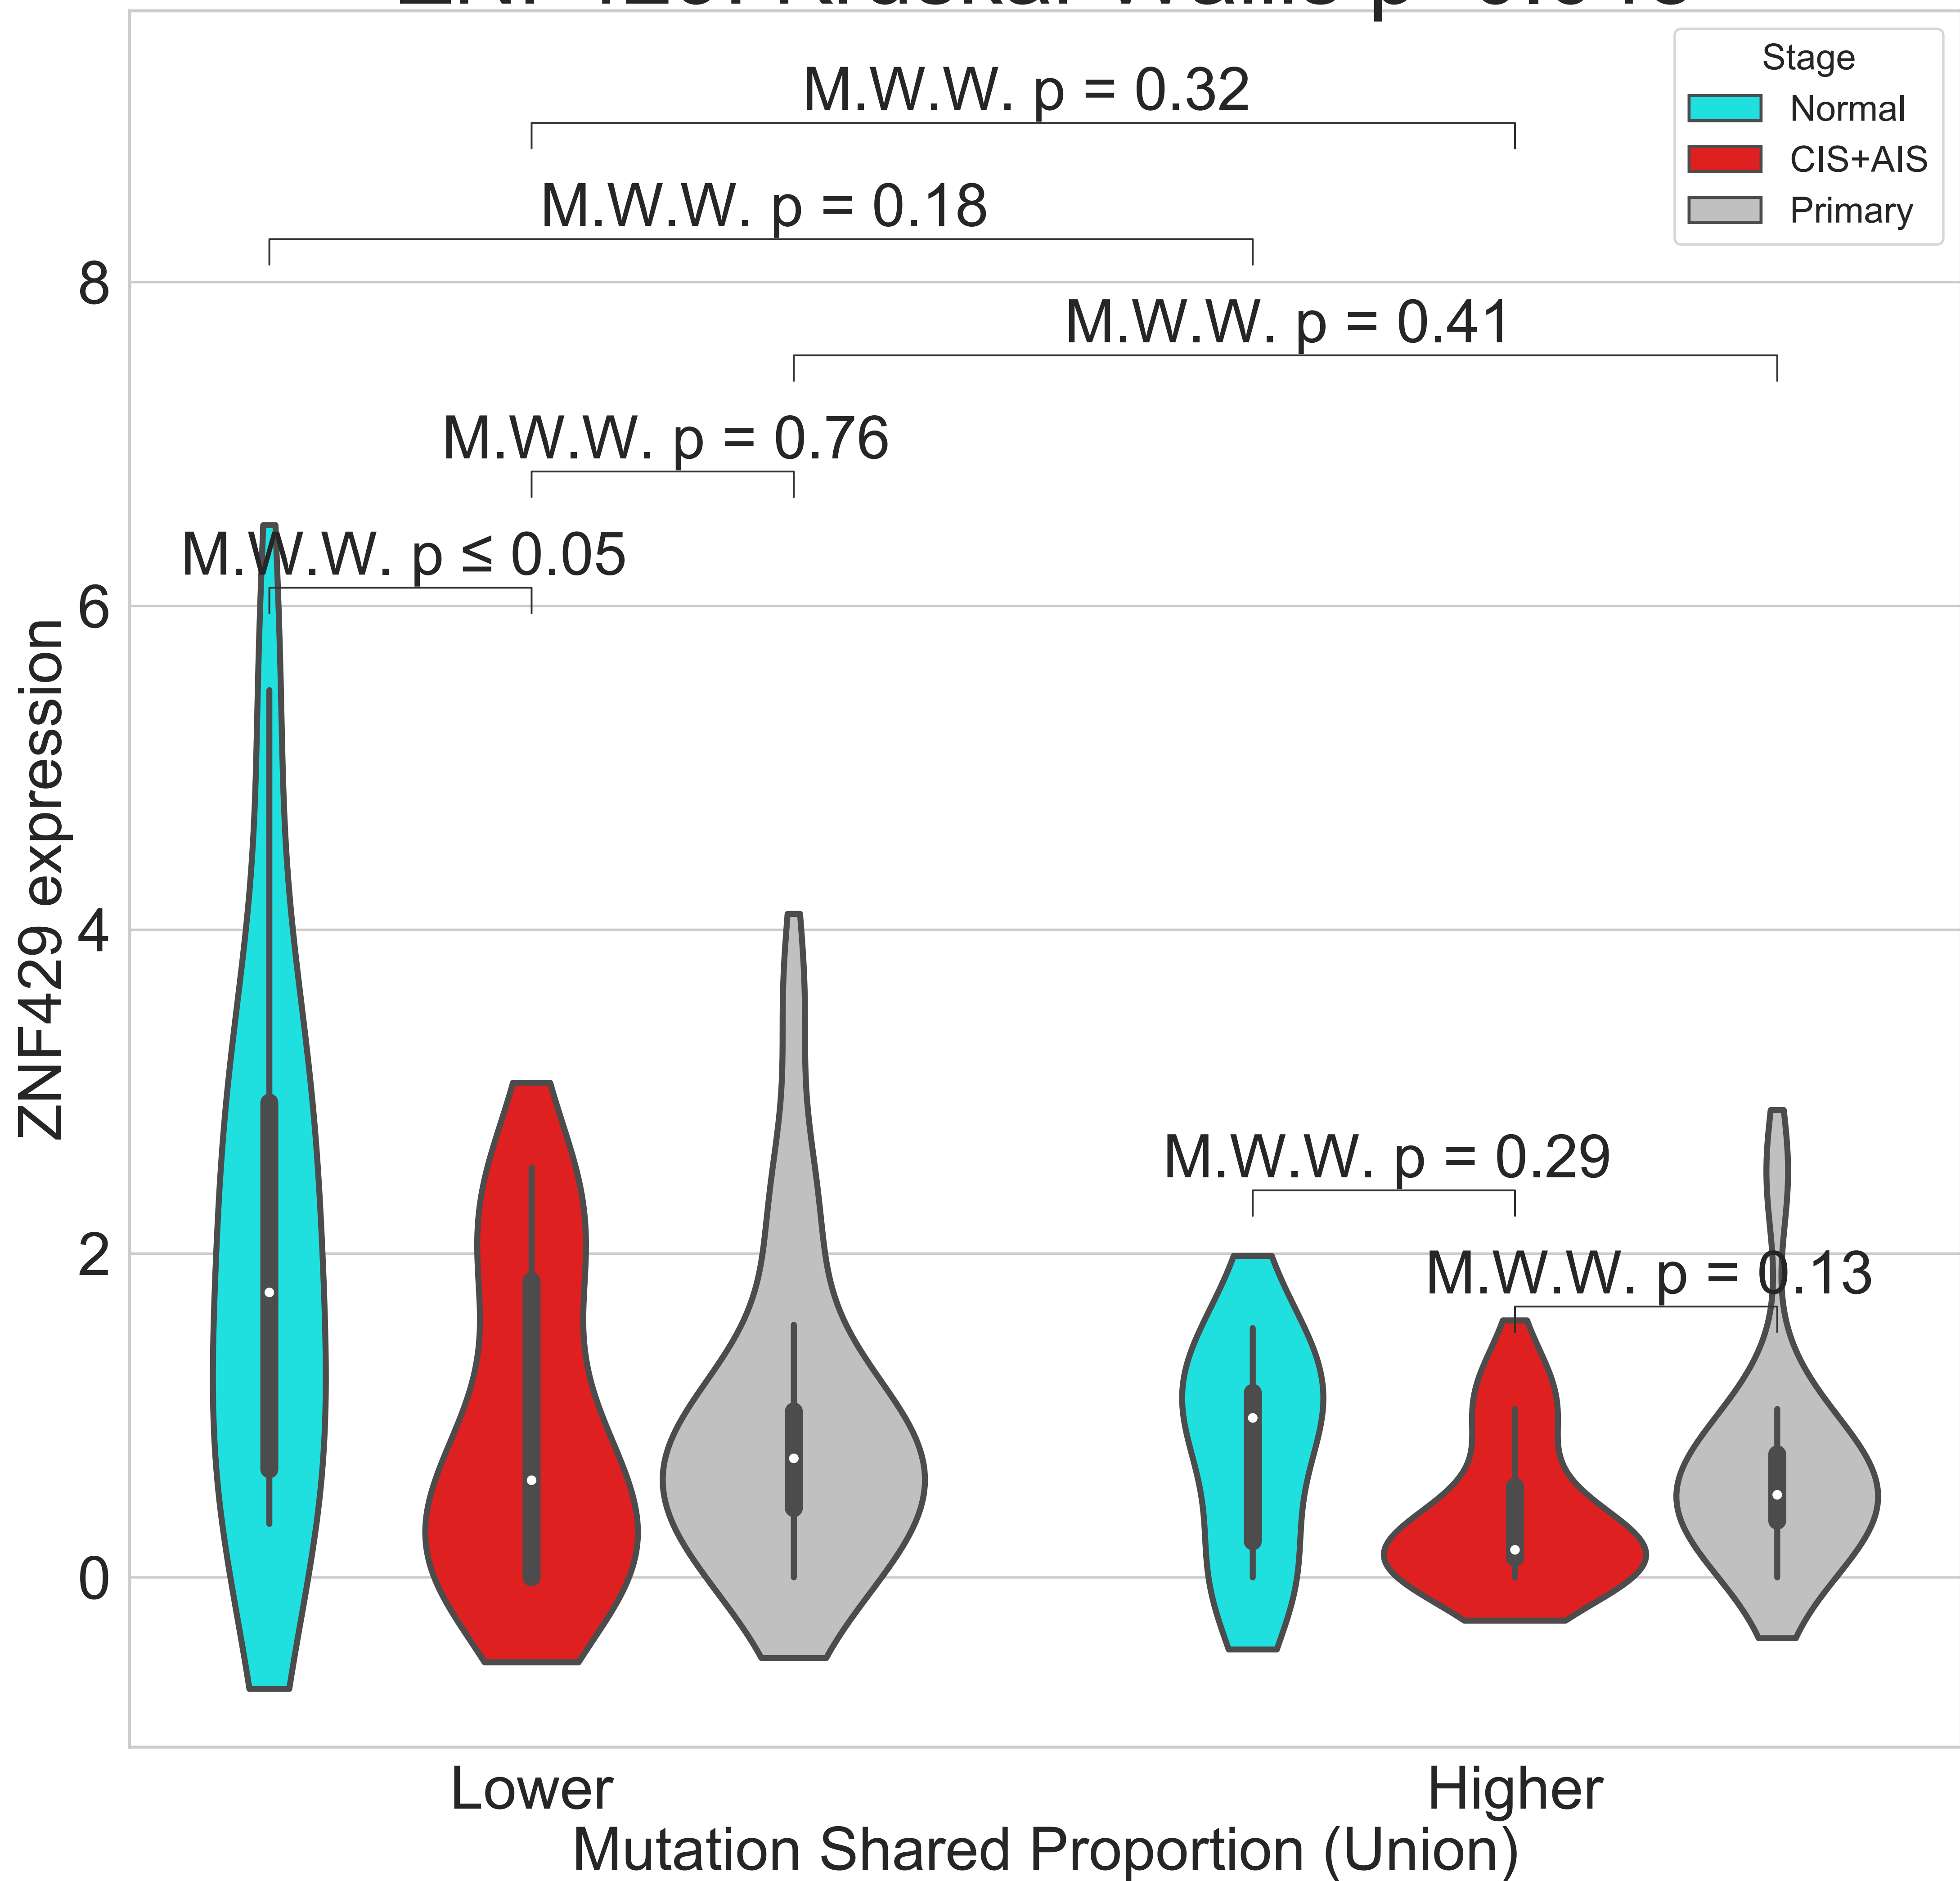 Stage
Normal
CIS+AIS
Primary
M.W.W. p = 0.32
M.W.W. p = 0.18
M.W.W. p = 0.41
M.W.W. p = 0.76
M.W.W. p ≤ 0.05
M.W.W. p = 0.29
M.W.W. p = 0.13
8
6
4
2
0
ZNF429 expression
Lower
Higher
Mutation Shared Proportion (Union)